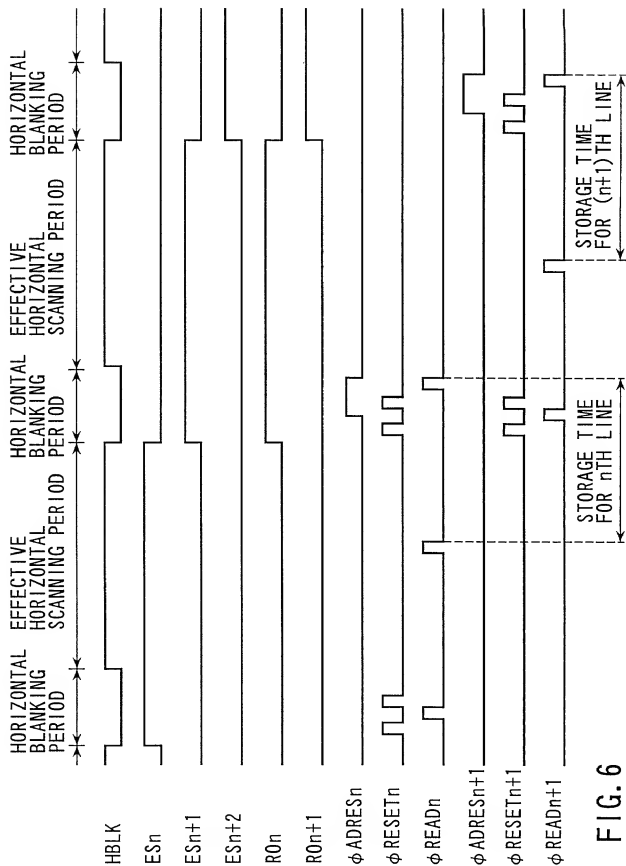 HORIZONTAL
BLANKING
PERIOD
EFFECTIVE
HORIZONTAL
SCANNING PERIOD
HORIZONTAL
BLANKING
PERIOD
EFFECTIVE
HORIZONTAL
SCANNING PERIOD
HORIZONTAL
BLANKING
PERIOD
HBLK
ESn
ESn+1
ESn+2
ROn
ROn+1
φADRESn
φRESETn
φREADn
φADRESn+1
φRESETn+1
φREADn+1
STORAGE TIME
FOR nTH LINE
STORAGE TIME
FOR (n+1)TH LINE
FIG. 6